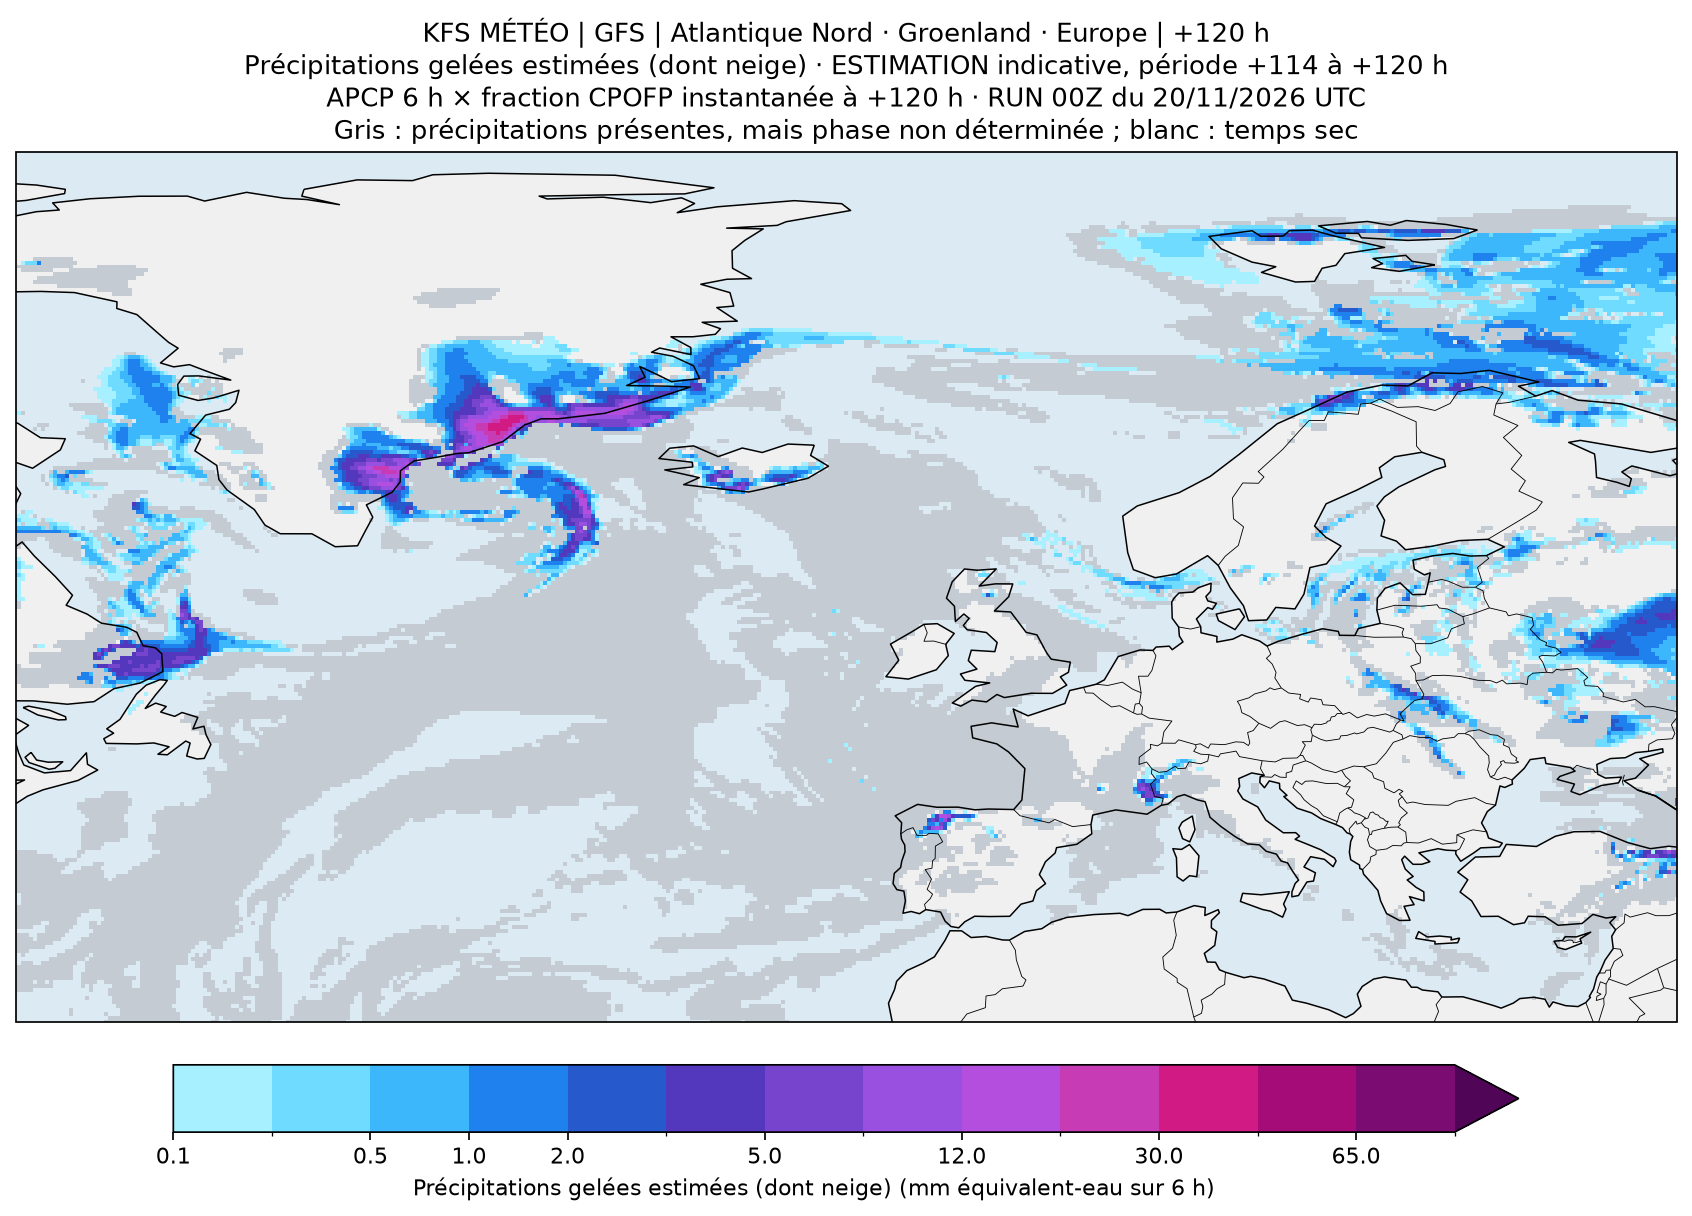 KFS MÉTÉO | GFS | Atlantique Nord · Groenland · Europe | +120 h
Précipitations gelées estimées (dont neige) · ESTIMATION indicative, période +114 à +120 h
APCP 6 h × fraction CPOFP instantanée à +120 h · RUN 00Z du 20/11/2026 UTC
Gris : précipitations présentes, mais phase non déterminée ; blanc : temps sec
0.1 0.5 1.0 2.0 5.0 12.0 30.0 65.0
Précipitations gelées estimées (dont neige) (mm équivalent-eau sur 6 h)